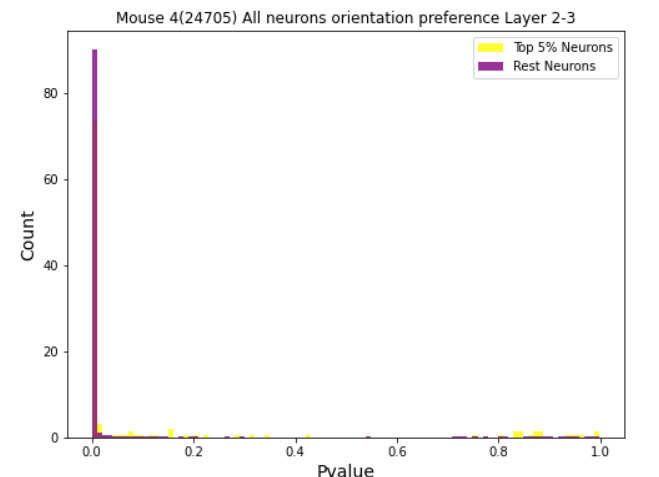 Mouse 4(24705) All neurons orientation preference Layer 2-3
Top 5% Neurons
Rest Neurons
Count
80
60
40
20
0
0.0 0.2 0.4 0.6 0.8 1.0
Pvalue